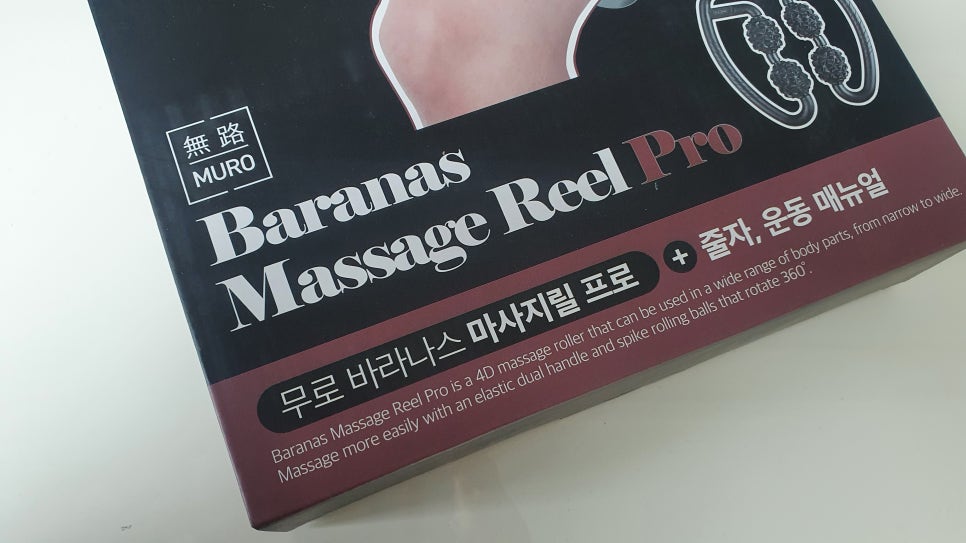 無路
MURO
Baranas
Massage Reel Pro
무로 바라나스 마사지릴 프로 + 줄자, 운동 매뉴얼
Baranas Massage Reel Pro is a 4D massage roller that can be used in a wide range of body parts, from narrow to wide.
Massage more easily with an elastic dual handle and spike rolling balls that rotate 360°.